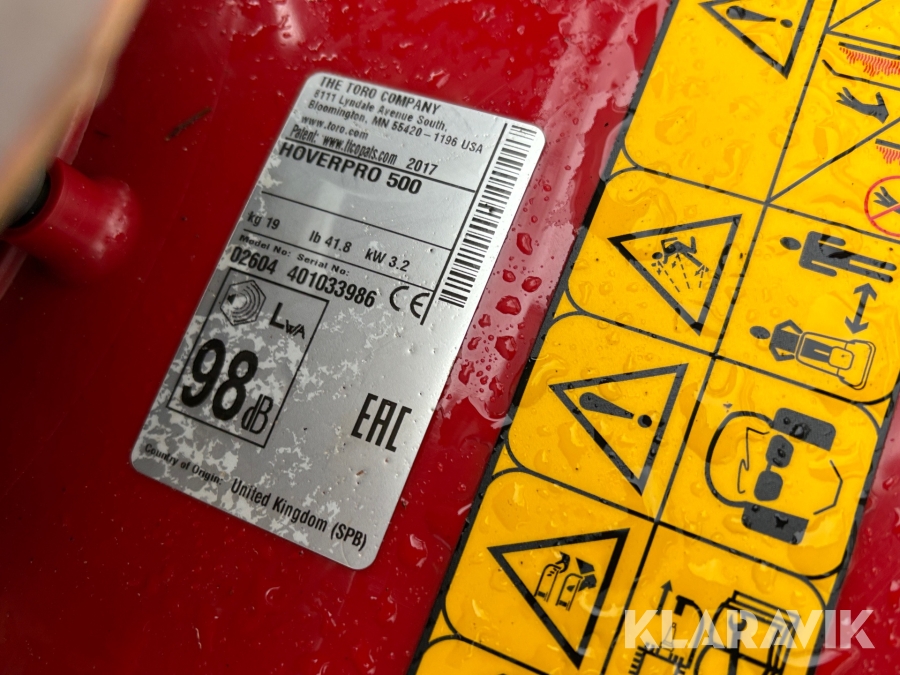 THE TORO COMPANY
8111 Lyndale Avenue South,
Bloomington, MN 55420-1196 USA
www.toro.com
Patent: www.ttcopats.com 2017
HOVERPRO 500
kg 19 lb 41.8 kW 3.2
Model No: Serial No:
02604 401033986 CE
LWA
98 dB
EAC
Country of Origin: United Kingdom (SPB)
KLARAVIK